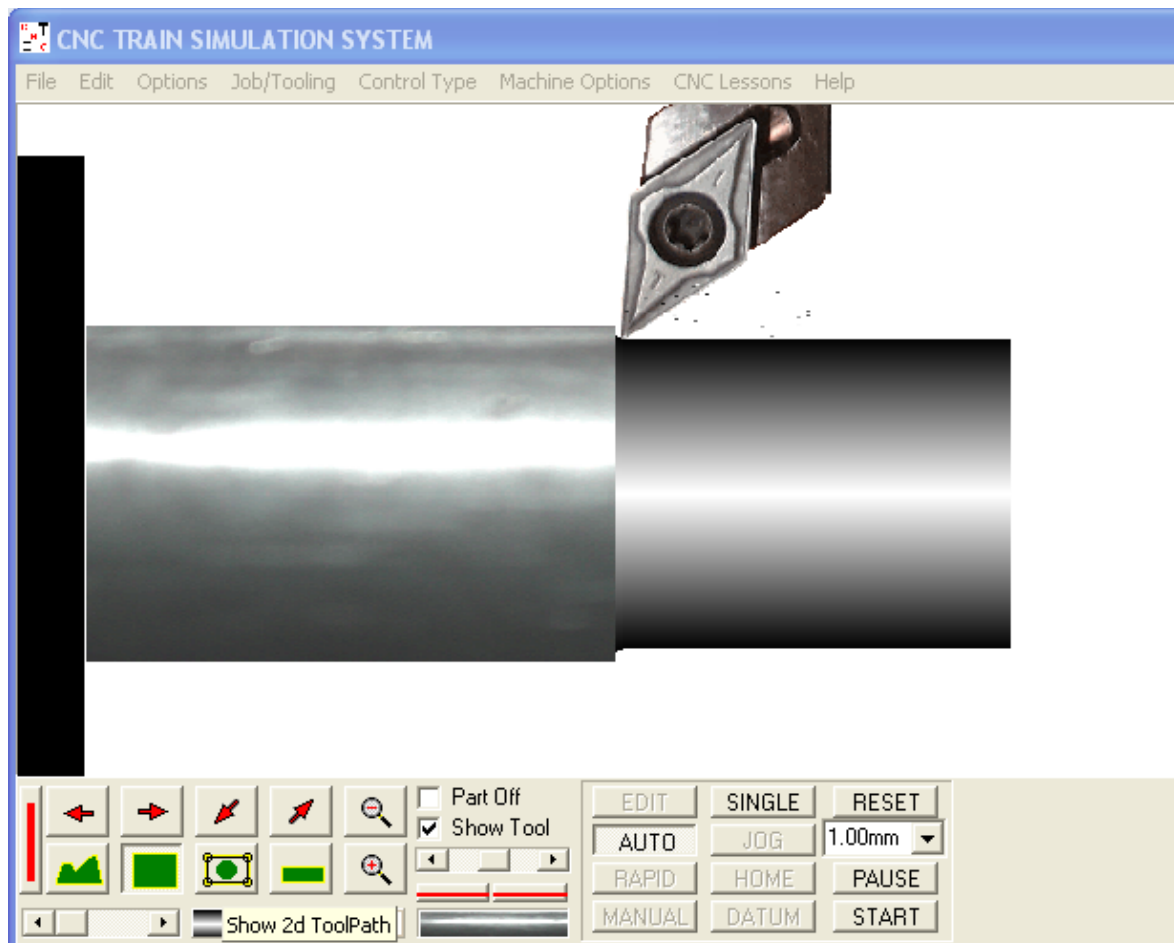 CNC TRAIN SIMULATION SYSTEM
File Edit Options Job/Tooling Control Type Machine Options CNC Lessons Help
Part Off
Show Tool
EDIT SINGLE RESET
AUTO JOG 1.00mm
RAPID HOME PAUSE
MANUAL DATUM START
Show 2d ToolPath